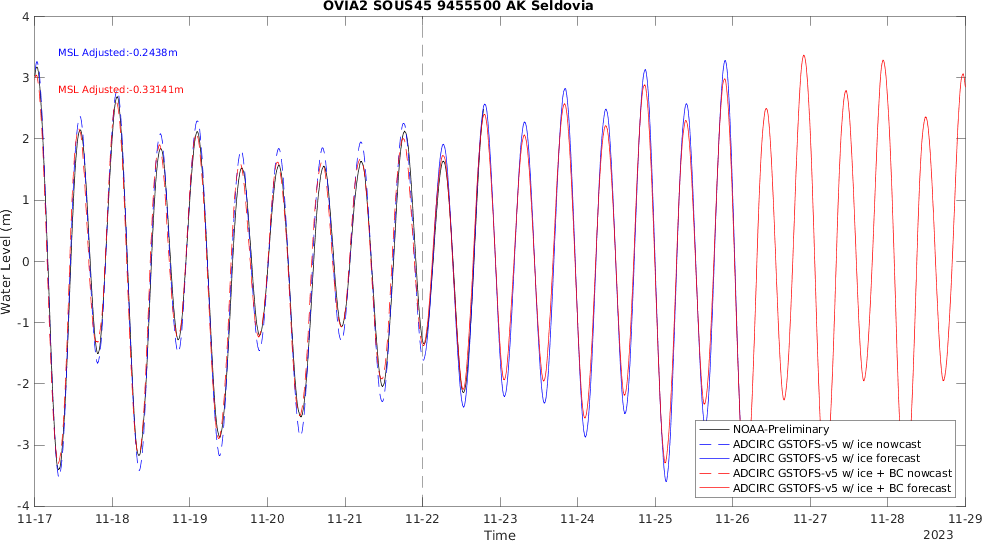 OVIA2 SOUS45 9455500 AK Seldovia
MSL Adjusted:-0.2438m
MSL Adjusted:-0.33141m
Water Level (m)
4
3
2
1
0
-1
-2
-3
-4
NOAA-Preliminary
ADCIRC GSTOFS-v5 w/ ice nowcast
ADCIRC GSTOFS-v5 w/ ice forecast
ADCIRC GSTOFS-v5 w/ ice + BC nowcast
ADCIRC GSTOFS-v5 w/ ice + BC forecast
11-17 11-18 11-19 11-20 11-21 11-22 11-23 11-24 11-25 11-26 11-27 11-28 11-29
Time
2023